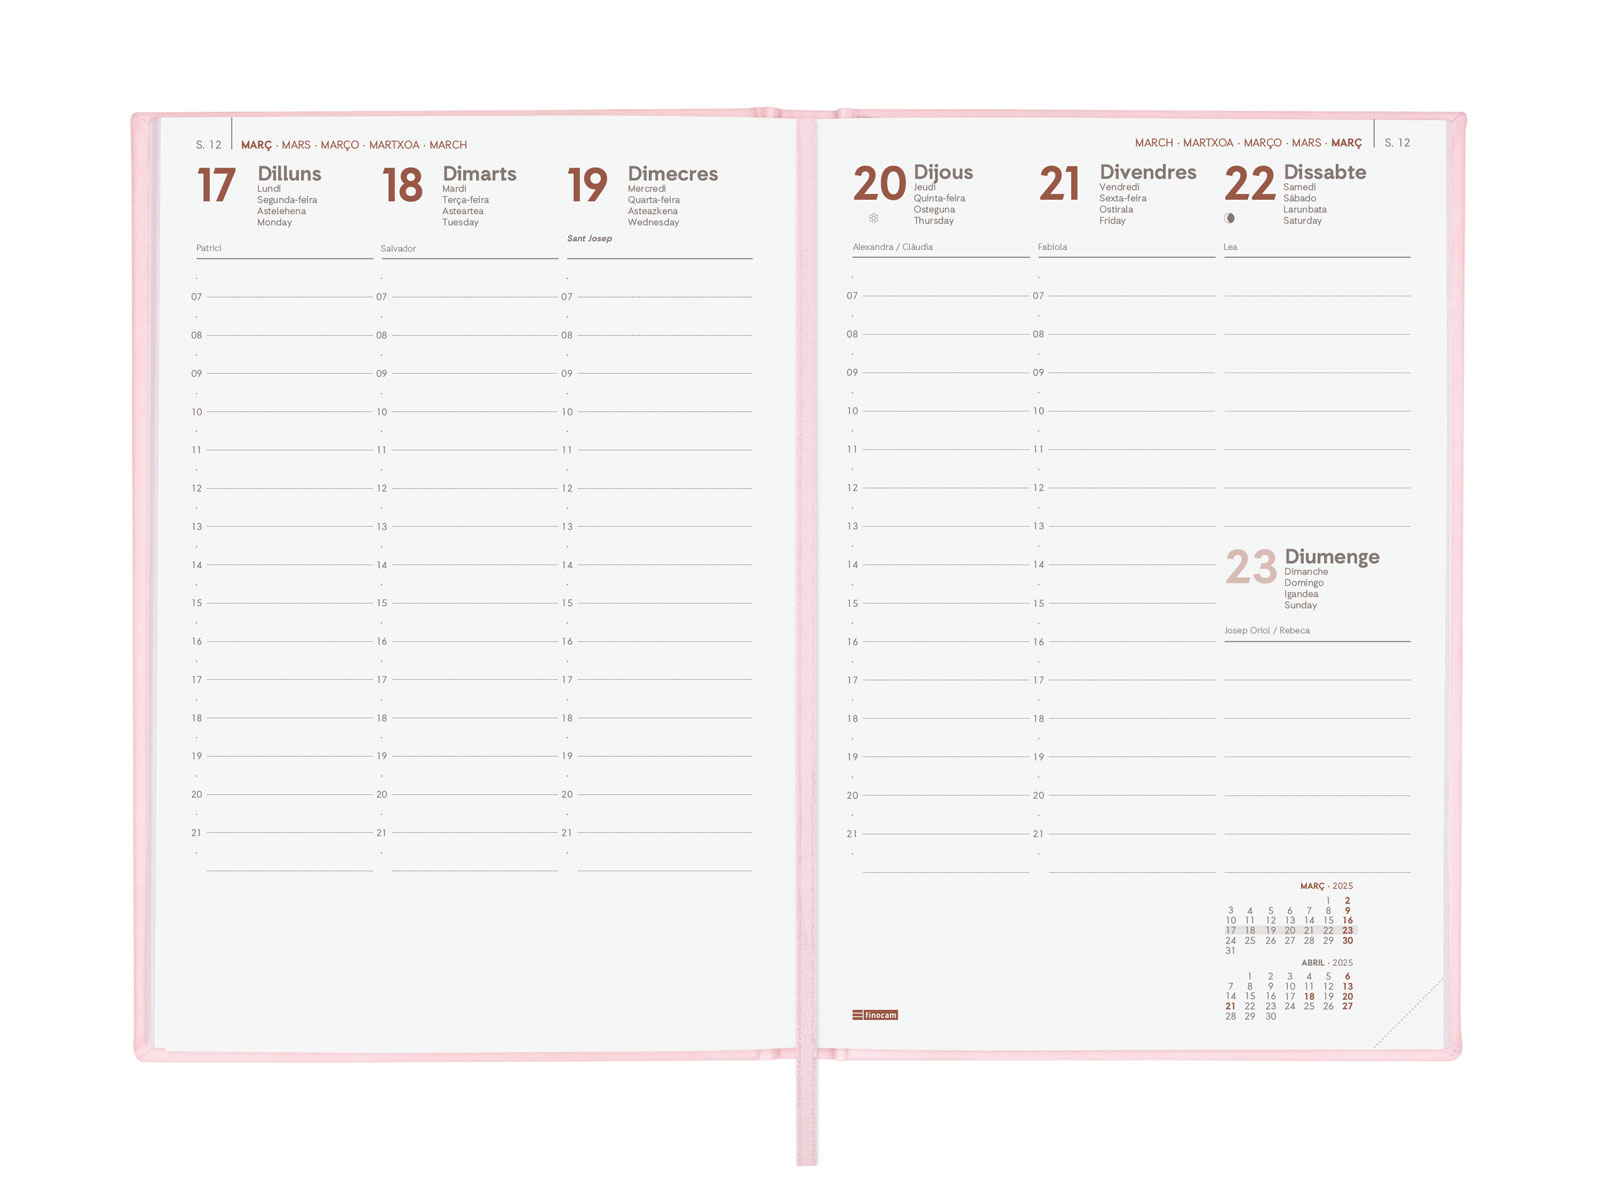 S. 12
MARÇ · MARS · MARÇO · MARTXOA · MARCH
17 Dilluns
Lundi
Segunda-feira
Astelehena
Monday
Patrici
07
08
09
10
11
12
13
14
15
16
17
18
19
20
21
18 Dimarts
Mardi
Terça-feira
Asteartea
Tuesday
Salvador
07
08
09
10
11
12
13
14
15
16
17
18
19
20
21
19 Dimecres
Mercredi
Quarta-feira
Asteazkena
Wednesday
Sant Josep
07
08
09
10
11
12
13
14
15
16
17
18
19
20
21
MARCH · MARTXOA · MARÇO · MARS · MARÇ
S. 12
20 Dijous
Jeudi
Quinta-feira
Osteguna
Thursday
Alexandra / Clàudia
07
08
09
10
11
12
13
14
15
16
17
18
19
20
21
21 Divendres
Vendredi
Sexta-feira
Ostirala
Friday
Fabiola
07
08
09
10
11
12
13
14
15
16
17
18
19
20
21
22 Dissabte
Samedi
Sábado
Larunbata
Saturday
Lea
23 Diumenge
Dimanche
Domingo
Igandea
Sunday
Josep Oriol / Rebeca
MARÇ · 2025
1 2
3 4 5 6 7 8 9
10 11 12 13 14 15 16
17 18 19 20 21 22 23
24 25 26 27 28 29 30
31
ABRIL · 2025
1 2 3 4 5 6
7 8 9 10 11 12 13
14 15 16 17 18 19 20
21 22 23 24 25 26 27
28 29 30
finocam